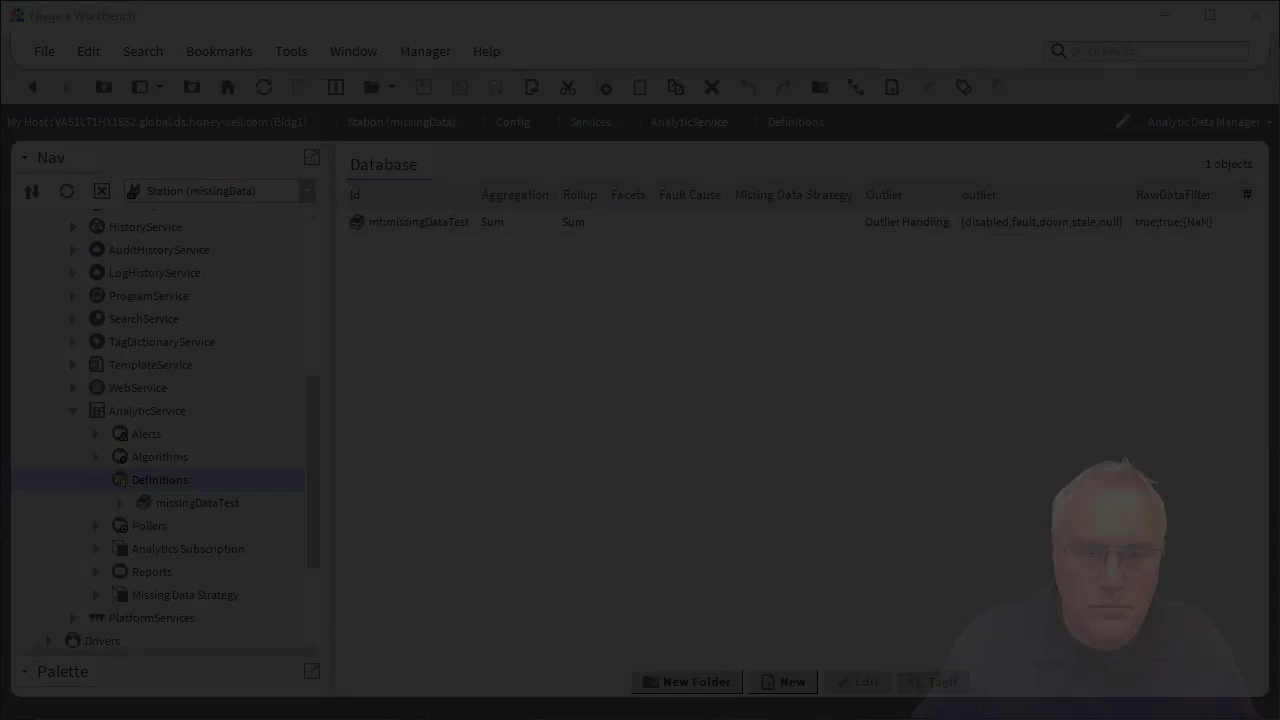 Niagara Workbench
File Edit Search Bookmarks Tools Window Manager Help
Quick Search
My Host : VA51LT1HX15S2.global.ds.honeywell.com (Bldg1) Station (missingData) Config Services AnalyticService Definitions Analytic Data Manager
Nav
Station (missingData)
HistoryService
AuditHistoryService
LogHistoryService
ProgramService
SearchService
TagDictionaryService
TemplateService
WebService
AnalyticService
Alerts
Algorithms
Definitions
missingDataTest
Pollers
Analytics Subscription
Reports
Missing Data Strategy
PlatformServices
Drivers
Palette
Database 1 objects
Id Aggregation Rollup Facets Fault Cause Missing Data Strategy Outlier outlier RawDataFilter
mt:missingDataTest Sum Sum Outlier Handling {disabled,fault,down,stale,null} true;true;{NaN}
New Folder New Edit TagIt